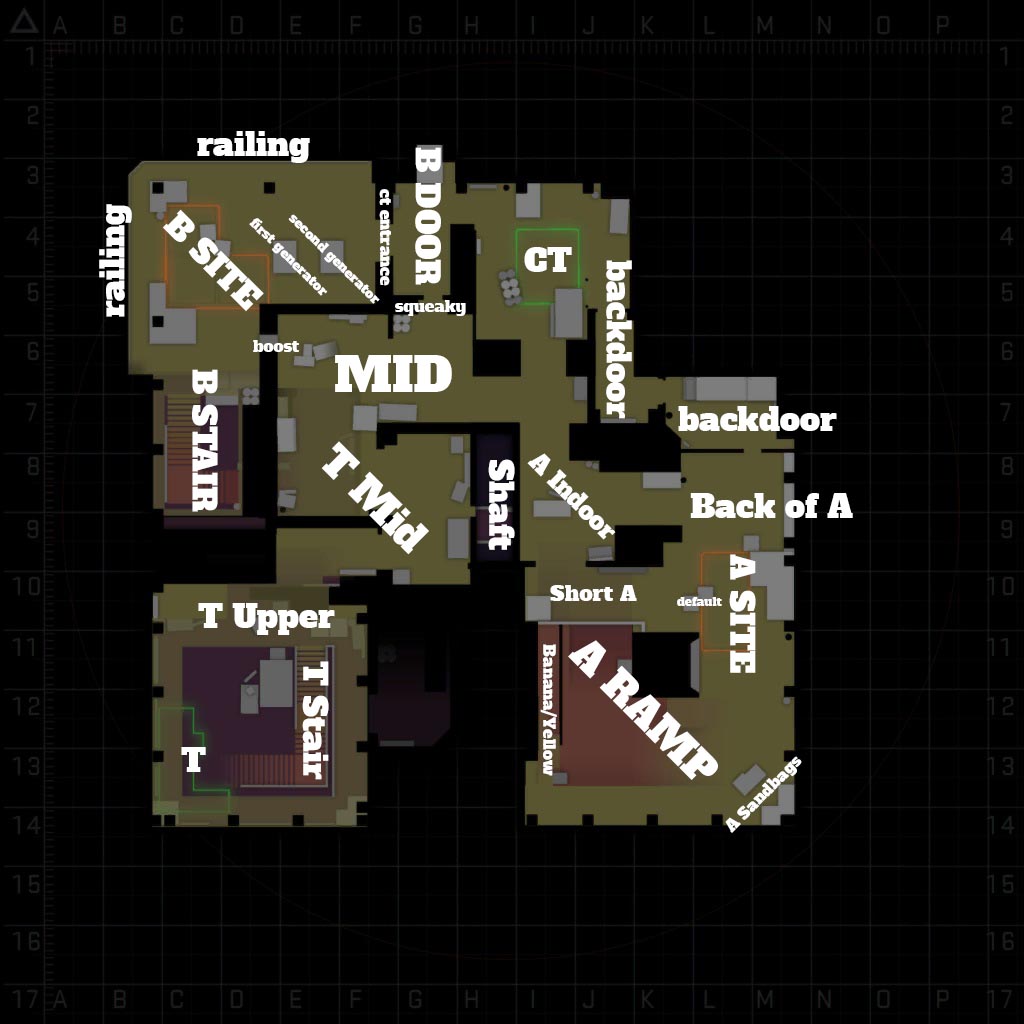 A B C D E F G H I J K L M N O P
1 1
2 2
railing
B DOOR
3 3
ct entrance
railing
B SITE
first generator
second generator
4 4
CT
backdoor
5 5
squeaky
boost
6 6
MID
B STAIR
7 7
backdoor
8 8
T Mid
Shaft
A Indoor
Back of A
9 9
10 10
Short A
default
A SITE
T Upper
11 11
T Stair
Banana/Yellow
A RAMP
12 12
T
13 13
A Sandbags
14 14
15 15
16 16
17 A B C D E F G H I J K L M N O P 17